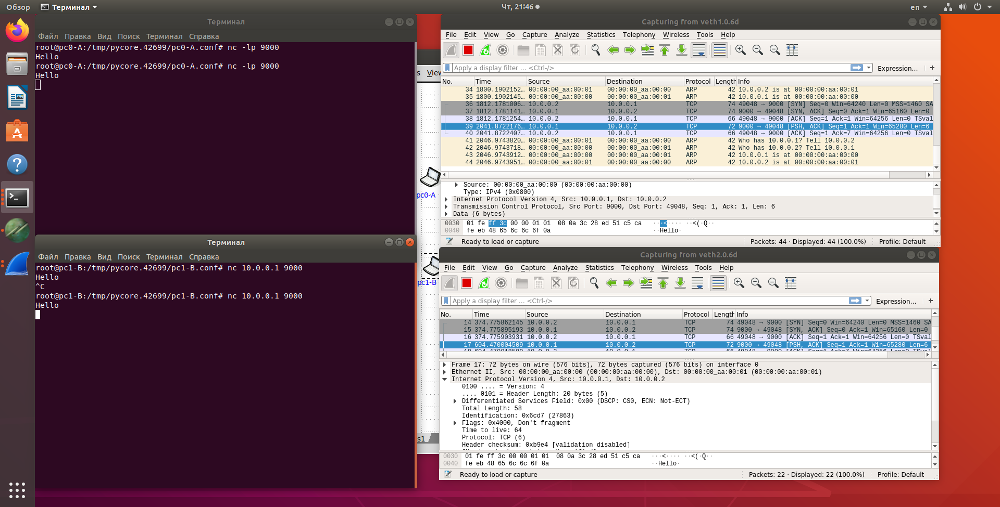 Обзор Терминал Чт, 21:46 en
Терминал
Файл Правка Вид Поиск Терминал Справка
root@pc0-A:/tmp/pycore.42699/pc0-A.conf# nc -lp 9000
Hello
root@pc0-A:/tmp/pycore.42699/pc0-A.conf# nc -lp 9000
Hello
Терминал
Файл Правка Вид Поиск Терминал Справка
root@pc1-B:/tmp/pycore.42699/pc1-B.conf# nc 10.0.0.1 9000
Hello
^C
root@pc1-B:/tmp/pycore.42699/pc1-B.conf# nc 10.0.0.1 9000
Hello
s View
pc0-A
pc1-B
s1
Capturing from veth1.0.6d
File Edit View Go Capture Analyze Statistics Telephony Wireless Tools Help
Apply a display filter ... <Ctrl-/> Expression... +
No. Time Source Destination Protocol Length Info
34 1800.1902152... 00:00:00_aa:00:01 00:00:00_aa:00:00 ARP 42 10.0.0.2 is at 00:00:00:aa:00:01
35 1800.1902145... 00:00:00_aa:00:00 00:00:00_aa:00:01 ARP 42 10.0.0.1 is at 00:00:00:aa:00:00
36 1812.1781006... 10.0.0.2 10.0.0.1 TCP 74 49048 → 9000 [SYN] Seq=0 Win=64240 Len=0 MSS=1460 SA
37 1812.1781141... 10.0.0.1 10.0.0.2 TCP 74 9000 → 49048 [SYN, ACK] Seq=0 Ack=1 Win=65160 Len=0
38 1812.1781254... 10.0.0.2 10.0.0.1 TCP 66 49048 → 9000 [ACK] Seq=1 Ack=1 Win=64256 Len=0 TSval
39 2041.8722176... 10.0.0.1 10.0.0.2 TCP 72 9000 → 49048 [PSH, ACK] Seq=1 Ack=1 Win=65280 Len=6
40 2041.8722407... 10.0.0.2 10.0.0.1 TCP 66 49048 → 9000 [ACK] Seq=1 Ack=7 Win=64256 Len=0 TSval
41 2046.9743820... 00:00:00_aa:00:01 00:00:00_aa:00:00 ARP 42 Who has 10.0.0.1? Tell 10.0.0.2
42 2046.9743718... 00:00:00_aa:00:00 00:00:00_aa:00:01 ARP 42 Who has 10.0.0.2? Tell 10.0.0.1
43 2046.9743912... 00:00:00_aa:00:00 00:00:00_aa:00:01 ARP 42 10.0.0.1 is at 00:00:00:aa:00:00
44 2046.9743951... 00:00:00_aa:00:01 00:00:00_aa:00:00 ARP 42 10.0.0.2 is at 00:00:00:aa:00:01
Source: 00:00:00_aa:00:00 (00:00:00:aa:00:00)
Type: IPv4 (0x0800)
Internet Protocol Version 4, Src: 10.0.0.1, Dst: 10.0.0.2
Transmission Control Protocol, Src Port: 9000, Dst Port: 49048, Seq: 1, Ack: 1, Len: 6
Data (6 bytes)
0030 01 fe ff 3c 00 00 01 01 08 0a 3c 28 ed 51 c5 ca ···<···· ··<(·Q··
0040 fe eb 48 65 6c 6c 6f 0a ··Hello·
Ready to load or capture Packets: 44 · Displayed: 44 (100.0%) Profile: Default
Capturing from veth2.0.6d
File Edit View Go Capture Analyze Statistics Telephony Wireless Tools Help
Apply a display filter ... <Ctrl-/> Expression... +
No. Time Source Destination Protocol Length Info
14 374.775862145 10.0.0.2 10.0.0.1 TCP 74 49048 → 9000 [SYN] Seq=0 Win=64240 Len=0 MSS=1460 SA
15 374.775895193 10.0.0.1 10.0.0.2 TCP 74 9000 → 49048 [SYN, ACK] Seq=0 Ack=1 Win=65160 Len=0
16 374.775903931 10.0.0.2 10.0.0.1 TCP 66 49048 → 9000 [ACK] Seq=1 Ack=1 Win=64256 Len=0 TSval
17 604.470004509 10.0.0.1 10.0.0.2 TCP 72 9000 → 49048 [PSH, ACK] Seq=1 Ack=1 Win=65280 Len=6
Frame 17: 72 bytes on wire (576 bits), 72 bytes captured (576 bits) on interface 0
Ethernet II, Src: 00:00:00_aa:00:00 (00:00:00:aa:00:00), Dst: 00:00:00_aa:00:01 (00:00:00:aa:00:01)
Internet Protocol Version 4, Src: 10.0.0.1, Dst: 10.0.0.2
0100 .... = Version: 4
.... 0101 = Header Length: 20 bytes (5)
Differentiated Services Field: 0x00 (DSCP: CS0, ECN: Not-ECT)
Total Length: 58
Identification: 0x6cd7 (27863)
Flags: 0x4000, Don't fragment
Time to live: 64
Protocol: TCP (6)
Header checksum: 0xb9e4 [validation disabled]
0030 01 fe ff 3c 00 00 01 01 08 0a 3c 28 ed 51 c5 ca ···<···· ··<(·Q··
0040 fe eb 48 65 6c 6c 6f 0a ··Hello·
Ready to load or capture Packets: 22 · Displayed: 22 (100.0%) Profile: Default